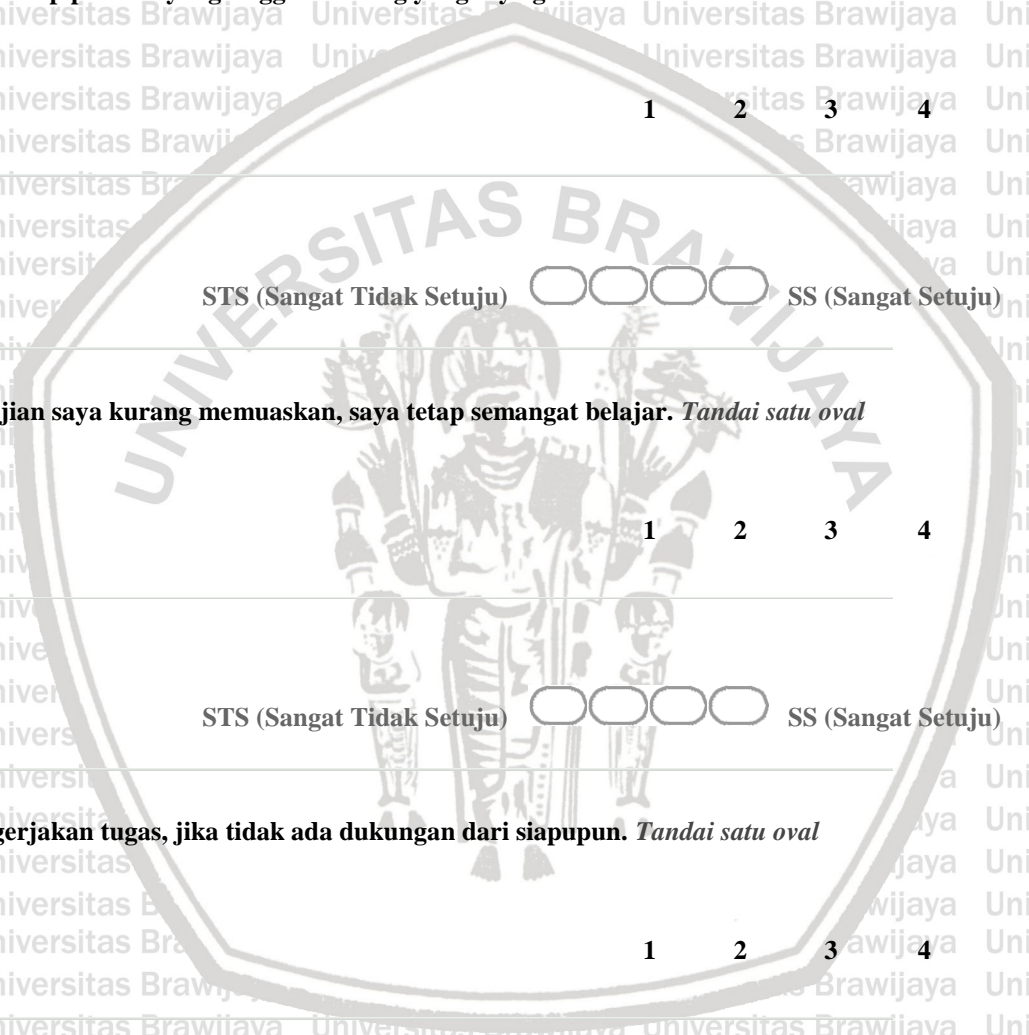 1 2 3 4
STS (Sangat Tidak Setuju) SS (Sangat Setuju)
jian saya kurang memuaskan, saya tetap semangat belajar. Tandai satu oval
1 2 3 4
STS (Sangat Tidak Setuju) SS (Sangat Setuju)
gerjakan tugas, jika tidak ada dukungan dari siapupun. Tandai satu oval
1 2 3 4
UNIVERSITAS BRAWIJAYA